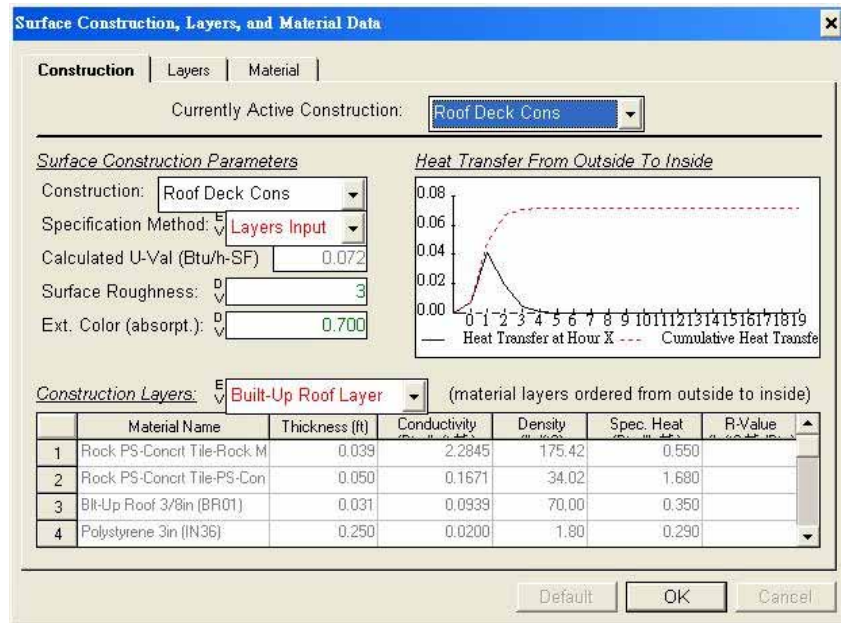 Surface Construction, Layers, and Material Data
Construction Layers Material
Currently Active Construction: Roof Deck Cons
Surface Construction Parameters
Construction: Roof Deck Cons
Specification Method: E V Layers Input
Calculated U-Val (Btu/h-SF) 0.072
Surface Roughness: D V 3
Ext. Color (absorpt.): D V 0.700
Heat Transfer From Outside To Inside
0.08
0.06
0.04
0.02
0.00
0 1 2 3 4 5 6 7 8 9 10 11 12 13 14 15 16 17 18 19
Heat Transfer at Hour X Cumulative Heat Transfe
Construction Layers: E V Built-Up Roof Layer (material layers ordered from outside to inside)
Material Name Thickness (ft) Conductivity Density Spec. Heat R-Value
1 Rock PS-Concrt Tile-Rock M 0.039 2.2845 175.42 0.550
2 Rock PS-Concrt Tile-PS-Con 0.050 0.1671 34.02 1.680
3 Blt-Up Roof 3/8in (BR01) 0.031 0.0939 70.00 0.350
4 Polystyrene 3in (IN36) 0.250 0.0200 1.80 0.290
Default OK Cancel